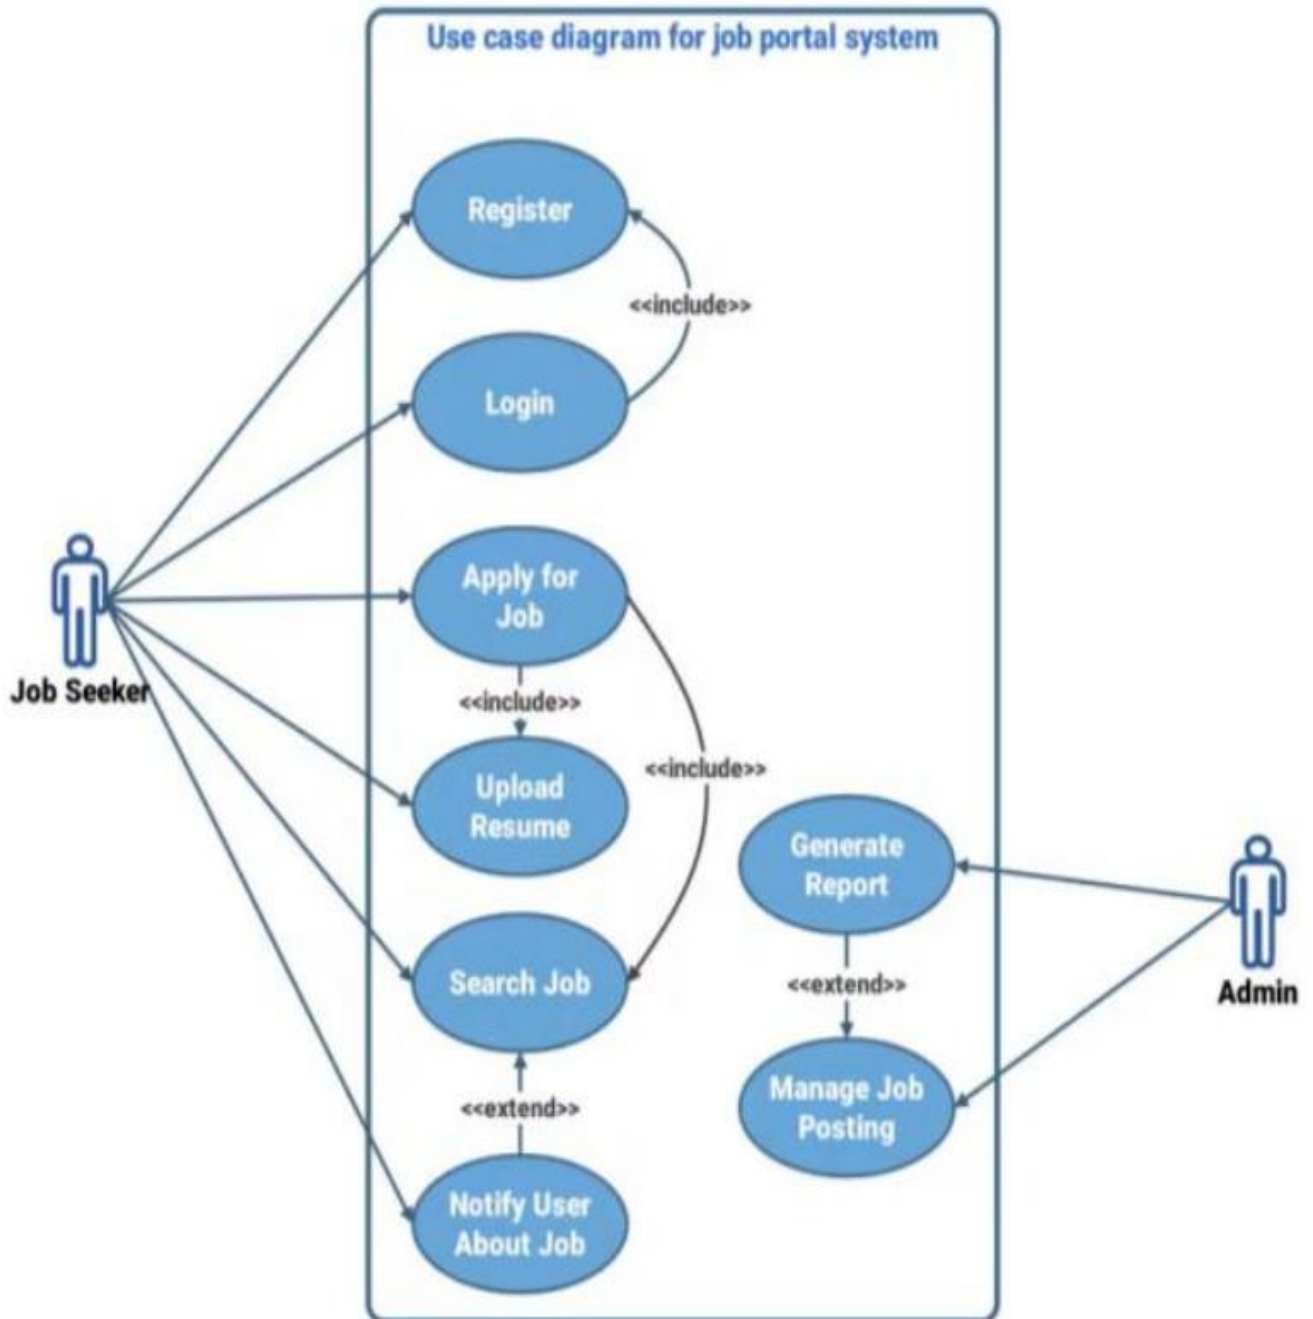 Use case diagram for job portal system
Register
<<include>>
Login
Apply for
Job
<<include>>
<<include>>
Upload
Resume
Search Job
<<extend>>
Notify User
About Job
Job Seeker
Generate
Report
<<extend>>
Manage Job
Posting
Admin